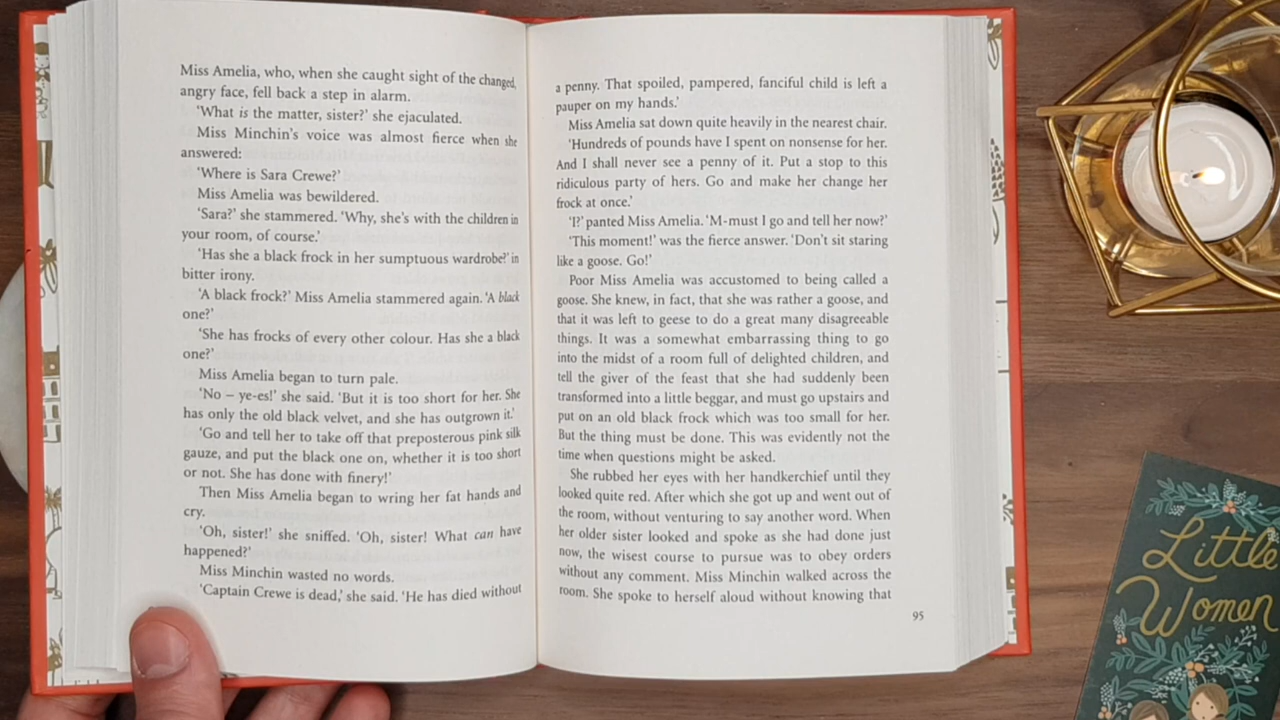 Miss Amelia, who, when she caught sight of the changed,
angry face, fell back a step in alarm.
‘What is the matter, sister?’ she ejaculated.
Miss Minchin’s voice was almost fierce when she
answered:
‘Where is Sara Crewe?’
Miss Amelia was bewildered.
‘Sara?’ she stammered. ‘Why, she’s with the children in
your room, of course.’
‘Has she a black frock in her sumptuous wardrobe?’ in
bitter irony.
‘A black frock?’ Miss Amelia stammered again. ‘A black
one?’
‘She has frocks of every other colour. Has she a black
one?’
Miss Amelia began to turn pale.
‘No – ye-es!’ she said. ‘But it is too short for her. She
has only the old black velvet, and she has outgrown it.’
‘Go and tell her to take off that preposterous pink silk
gauze, and put the black one on, whether it is too short
or not. She has done with finery!’
Then Miss Amelia began to wring her fat hands and
cry.
‘Oh, sister!’ she sniffed. ‘Oh, sister! What can have
happened?’
Miss Minchin wasted no words.
‘Captain Crewe is dead,’ she said. ‘He has died without
a penny. That spoiled, pampered, fanciful child is left a
pauper on my hands.’
Miss Amelia sat down quite heavily in the nearest chair.
‘Hundreds of pounds have I spent on nonsense for her.
And I shall never see a penny of it. Put a stop to this
ridiculous party of hers. Go and make her change her
frock at once.’
‘I?’ panted Miss Amelia. ‘M-must I go and tell her now?’
‘This moment!’ was the fierce answer. ‘Don’t sit staring
like a goose. Go!’
Poor Miss Amelia was accustomed to being called a
goose. She knew, in fact, that she was rather a goose, and
that it was left to geese to do a great many disagreeable
things. It was a somewhat embarrassing thing to go
into the midst of a room full of delighted children, and
tell the giver of the feast that she had suddenly been
transformed into a little beggar, and must go upstairs and
put on an old black frock which was too small for her.
But the thing must be done. This was evidently not the
time when questions might be asked.
She rubbed her eyes with her handkerchief until they
looked quite red. After which she got up and went out of
the room, without venturing to say another word. When
her older sister looked and spoke as she had done just
now, the wisest course to pursue was to obey orders
without any comment. Miss Minchin walked across the
room. She spoke to herself aloud without knowing that
95
Little
Women